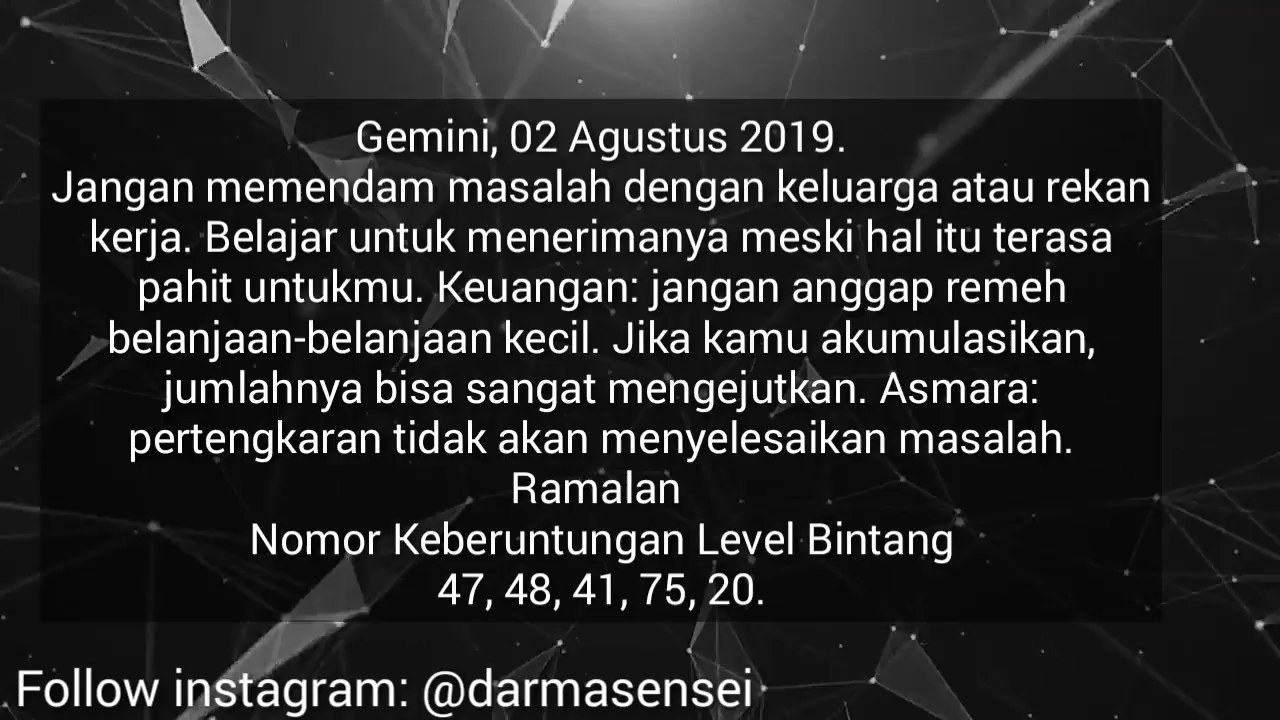 Gemini, 02 Agustus 2019.
Jangan memendam masalah dengan keluarga atau rekan
kerja. Belajar untuk menerimanya meski hal itu terasa
pahit untukmu. Keuangan: jangan anggap remeh
belanjaan-belanjaan kecil. Jika kamu akumulasikan,
jumlahnya bisa sangat mengejutkan. Asmara:
pertengkaran tidak akan menyelesaikan masalah.
Ramalan
Nomor Keberuntungan Level Bintang
47, 48, 41, 75, 20.
Follow instagram: @darmasensei